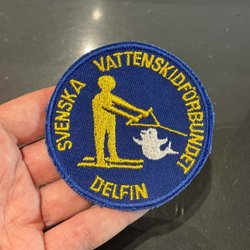 SVENSKA VATTENSKIDFÖRBUNDET
DELFIN